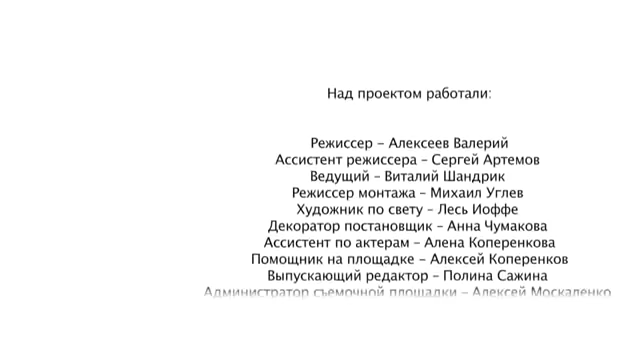 Над проектом работали:
Режиссер – Алексеев Валерий
Ассистент режиссера – Сергей Артемов
Ведущий – Виталий Шандрик
Режиссер монтажа – Михаил Углев
Художник по свету – Лесь Иоффе
Декоратор постановщик – Анна Чумакова
Ассистент по актерам – Алена Коперенкова
Помощник на площадке – Алексей Коперенков
Выпускающий редактор – Полина Сажина
Администратор съемочной площадки – Алексей Москаленко